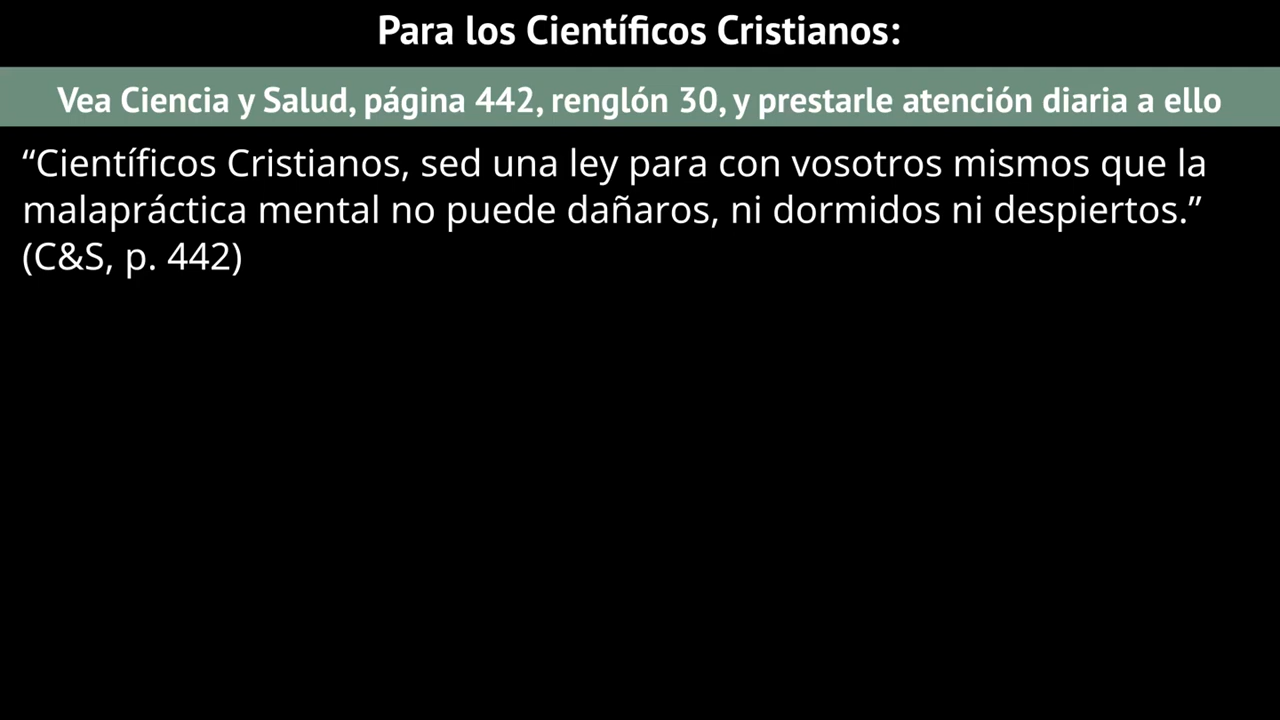 Para los Científicos Cristianos:
Vea Ciencia y Salud, página 442, renglón 30, y prestarle atención diaria a ello
“Científicos Cristianos, sed una ley para con vosotros mismos que la
malapráctica mental no puede dañaros, ni dormidos ni despiertos.”
(C&S, p. 442)